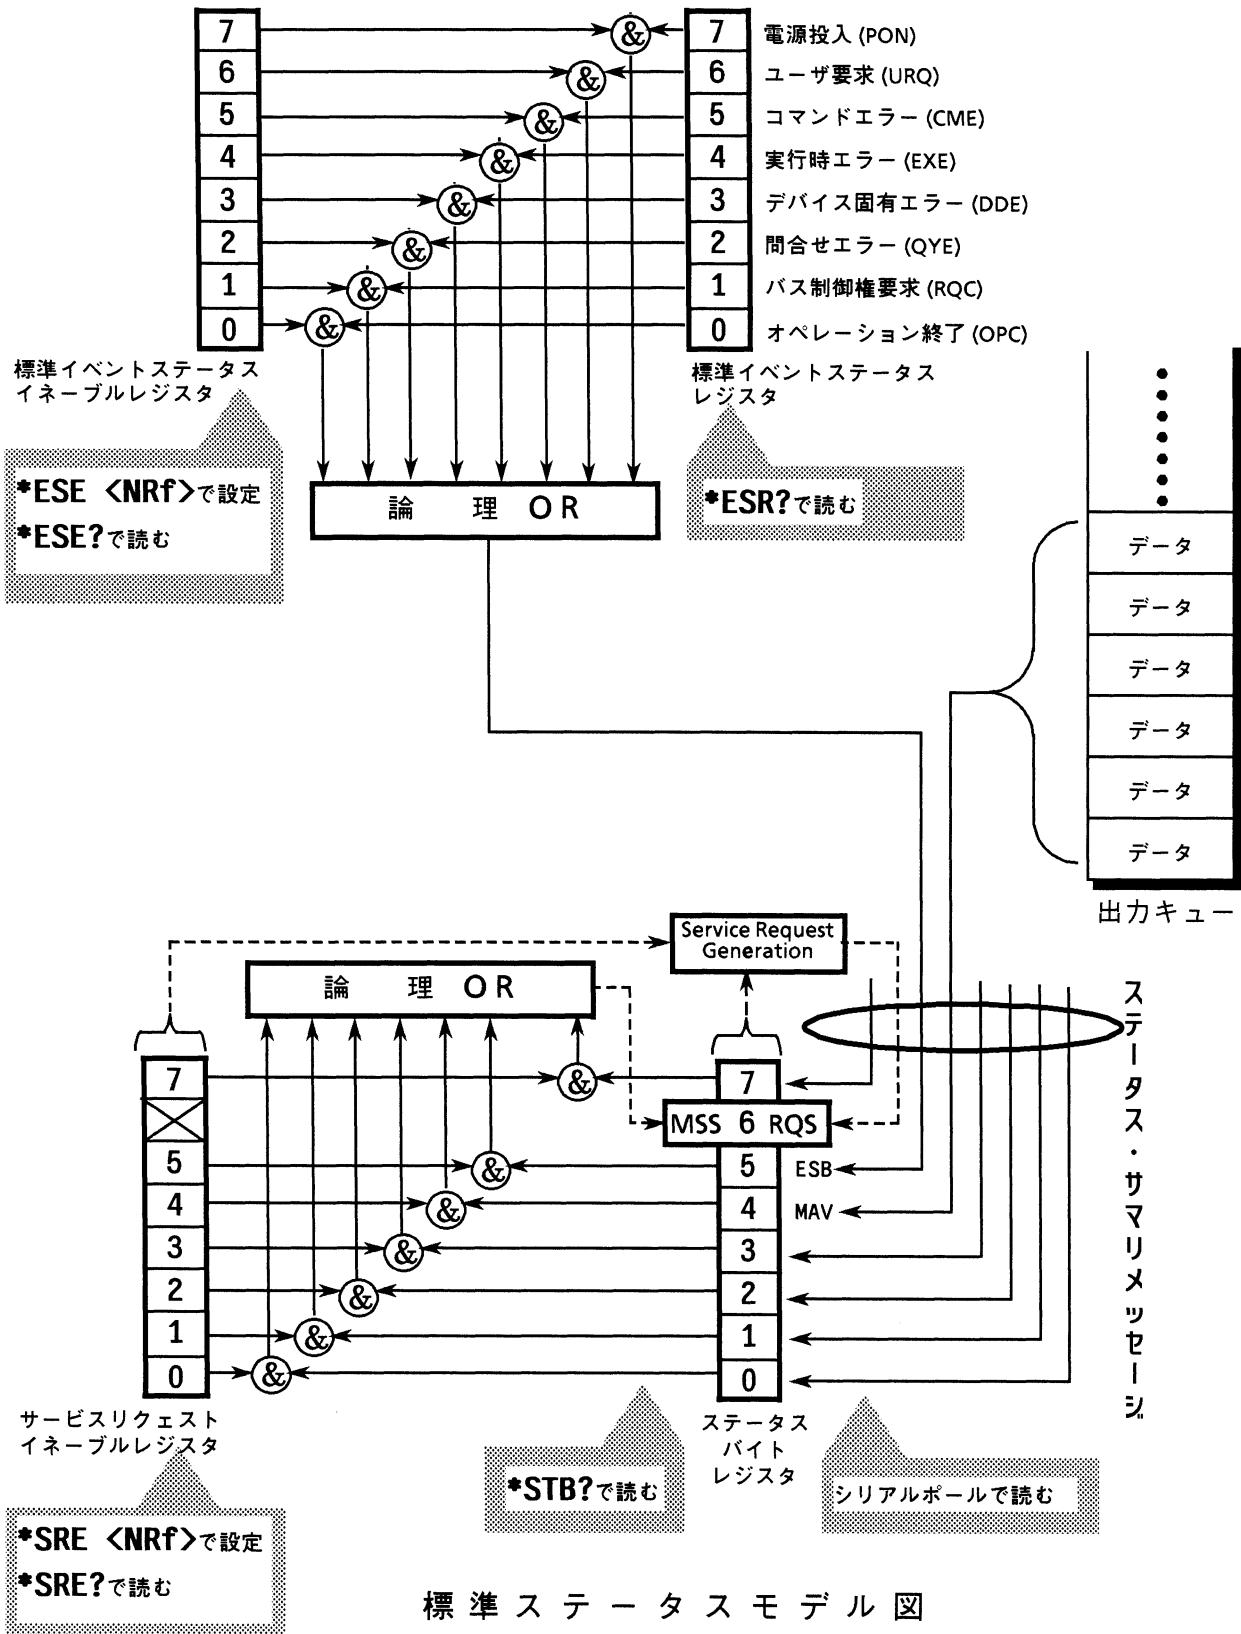 7 & 7 電源投入 (PON)
6 & 6 ユーザ要求 (URQ)
5 & 5 コマンドエラー (CME)
4 & 4 実行時エラー (EXE)
3 & 3 デバイス固有エラー (DDE)
2 & 2 問合せエラー (QYE)
1 & 1 バス制御権要求 (RQC)
0 & 0 オペレーション終了 (OPC)
標準イベントステータス
イネーブルレジスタ
標準イベントステータス
レジスタ
*ESE <NRf>で設定
*ESE?で読む
論理 OR
*ESR?で読む
データ
データ
データ
データ
データ
データ
出力キュー
Service Request
Generation
論理 OR
ステータス・サマリメッセージ
7 & 7
MSS 6 RQS
5 & 5 ESB
4 & 4 MAV
3 & 3
2 & 2
1 & 1
0 & 0
サービスリクェスト
イネーブルレジスタ
ステータス
バイト
レジスタ
*STB?で読む
シリアルポールで読む
*SRE <NRf>で設定
*SRE?で読む
標準ステータスモデル図